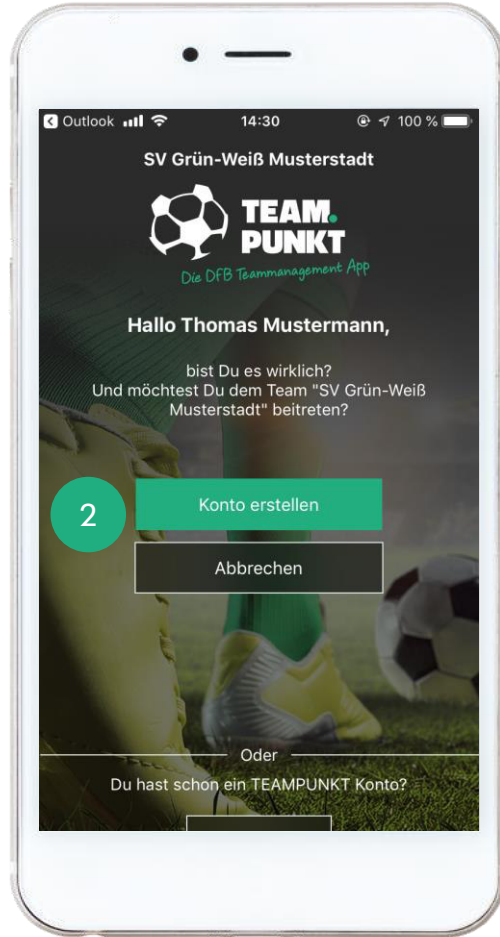 Outlook 14:30 100 %
SV Grün-Weiß Musterstadt
TEAM.
PUNKT
Die DFB Teammanagement App
Hallo Thomas Mustermann,
bist Du es wirklich?
Und möchtest Du dem Team "SV Grün-Weiß
Musterstadt" beitreten?
2
Konto erstellen
Abbrechen
Oder
Du hast schon ein TEAMPUNKT Konto?